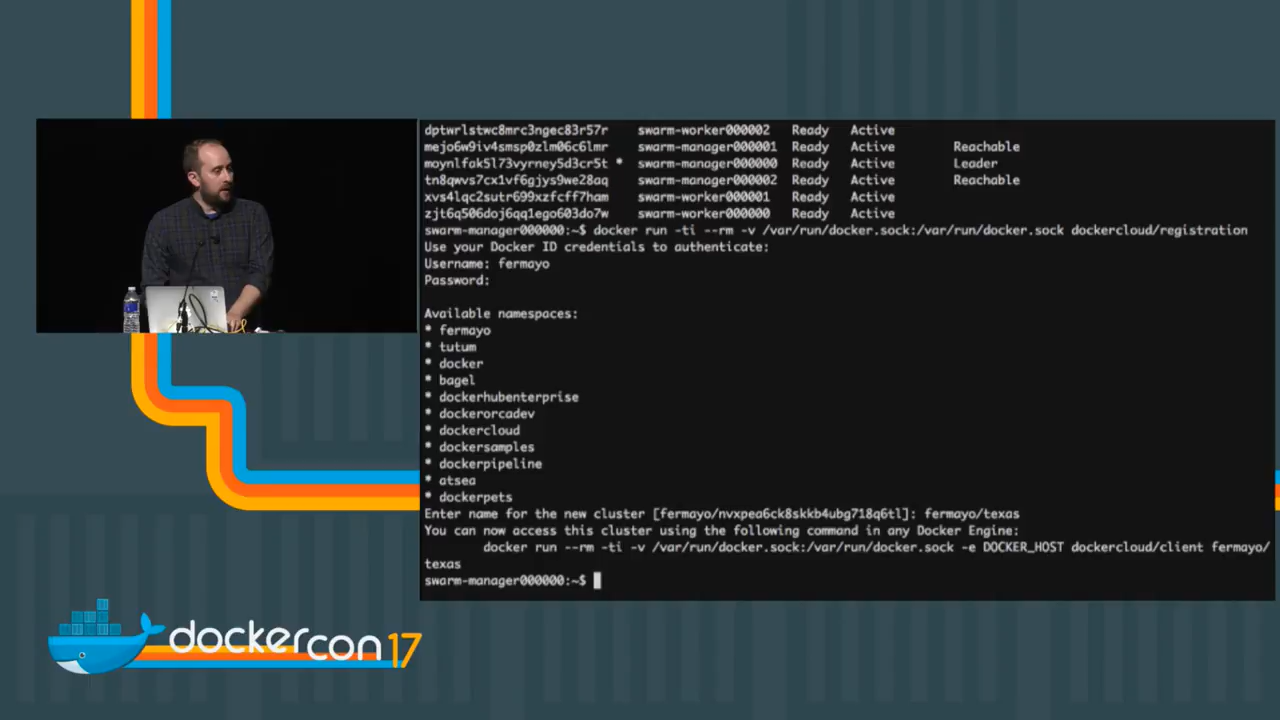 dptwrlstwc8mrc3ngec83r57r swarm-worker000002 Ready Active
mejo6w9iv4smsp0zlm06c6lmr swarm-manager000001 Ready Active Reachable
moynlfak5l73vyrney5d3cr5t * swarm-manager000000 Ready Active Leader
tn8qwvs7cx1vf6gjys9we28aq swarm-manager000002 Ready Active Reachable
xvs4lqc2sutr699xzfcff7ham swarm-worker000001 Ready Active
zjt6q506doj6qq1ego603do7w swarm-worker000000 Ready Active
swarm-manager000000:~$ docker run -ti --rm -v /var/run/docker.sock:/var/run/docker.sock dockercloud/registration
Use your Docker ID credentials to authenticate:
Username: fermayo
Password:
Available namespaces:
* fermayo
* tutum
* docker
* bagel
* dockerhubenterprise
* dockerorcadev
* dockercloud
* dockersamples
* dockerpipeline
* atsea
* dockerpets
Enter name for the new cluster [fermayo/nvxpea6ck8skkb4ubg718q6tl]: fermayo/texas
You can now access this cluster using the following command in any Docker Engine:
docker run --rm -ti -v /var/run/docker.sock:/var/run/docker.sock -e DOCKER_HOST dockercloud/client fermayo/
texas
swarm-manager000000:~$
dockercon 17